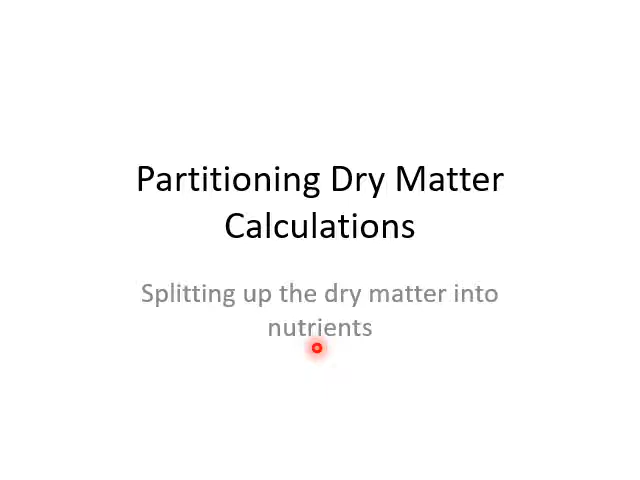 Partitioning Dry Matter
Calculations
Splitting up the dry matter into
nutrients